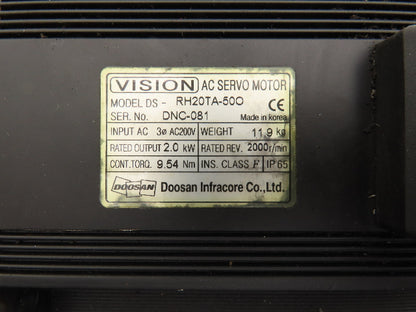 VISION AC SERVO MOTOR
MODEL DS - RH20TA-50O
SER. No. DNC-081 Made in korea CE
INPUT AC 3ø AC200V WEIGHT 11.9 kg
RATED OUTPUT 2.0 kW RATED REV. 2000r/min
CONT.TORQ. 9.54 Nm INS. CLASS F IP 65
DOOSAN Doosan Infracore Co., Ltd.